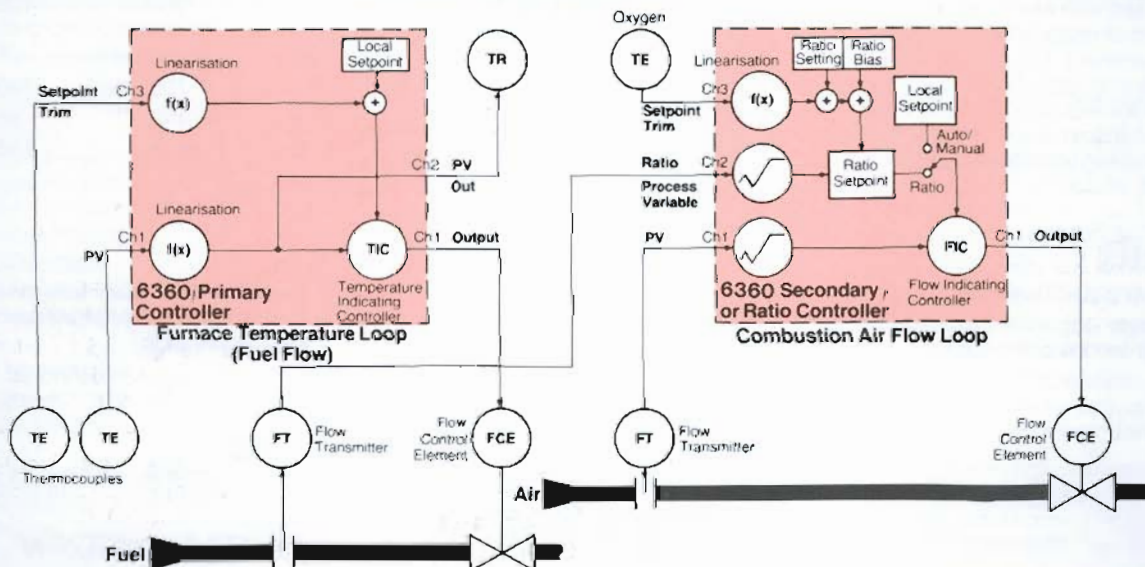 Linearisation
Local
Setpoint
Setpoint
Trim
Ch3
f(x)
+
TR
Ch2
PV
Out
Linearisation
PV
Ch1
f(x)
TIC
Ch1
Output
6360 Primary
Controller
Temperature
Indicating
Controller
Furnace Temperature Loop
(Fuel Flow)
TE
TE
Thermocouples
FT
Flow
Transmitter
Flow
Control
Element
FCE
Fuel
Oxygen
TE
Linearisation
Ratio
Setting
Ratio
Bias
Ch3
Setpoint
Trim
f(x)
+
+
Local
Setpoint
Auto/
Manual
Ratio
Ratio
Process
Variable
Ch2
Ratio
Setpoint
PV
Ch1
FIC
Ch1
Output
6360 Secondary
or Ratio Controller
Flow Indicating
Controller
Combustion Air Flow Loop
FT
Flow
Transmitter
Flow
Control
Element
FCE
Air